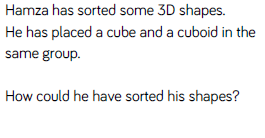 Hamza has sorted some 3D shapes.
He has placed a cube and a cuboid in the
same group.
How could he have sorted his shapes?